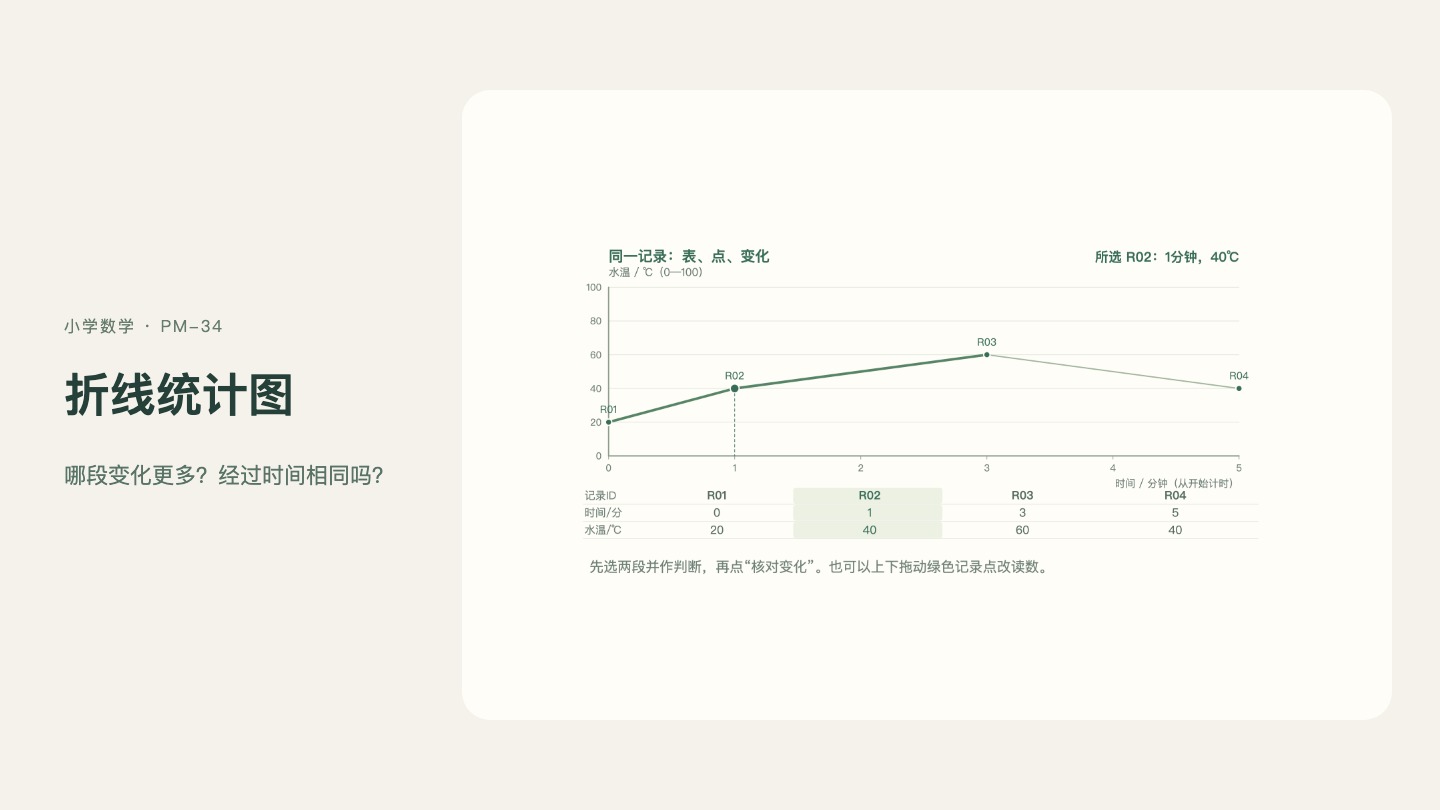 小学数学 · PM–34
折线统计图
哪段变化更多？经过时间相同吗？
同一记录：表、点、变化
所选 R02：1分钟，40℃
水温 / ℃（0—100）
100
80
60
40
20
0
R01
R02
R03
R04
0 1 2 3 4 5
时间 / 分钟（从开始计时）
记录ID R01 R02 R03 R04
时间/分 0 1 3 5
水温/℃ 20 40 60 40
先选两段并作判断，再点“核对变化”。也可以上下拖动绿色记录点改读数。